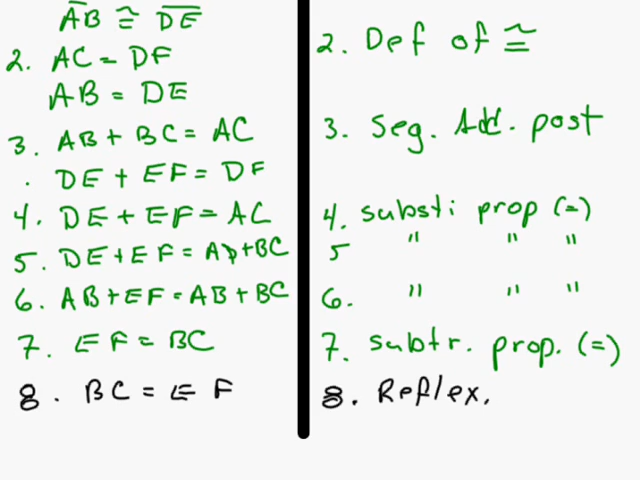 AB ≅ DE
2. AC = DF
2. Def of ≅
AB = DE
3. AB + BC = AC
3. Seg. Add. post
. DE + EF = DF
4. DE + EF = AC
4. substi prop (=)
5. DE + EF = AB + BC
5 " " "
6. AB + EF = AB + BC
6. " " "
7. EF = BC
7. subtr. prop. (=)
8. BC = EF
8. Reflex.